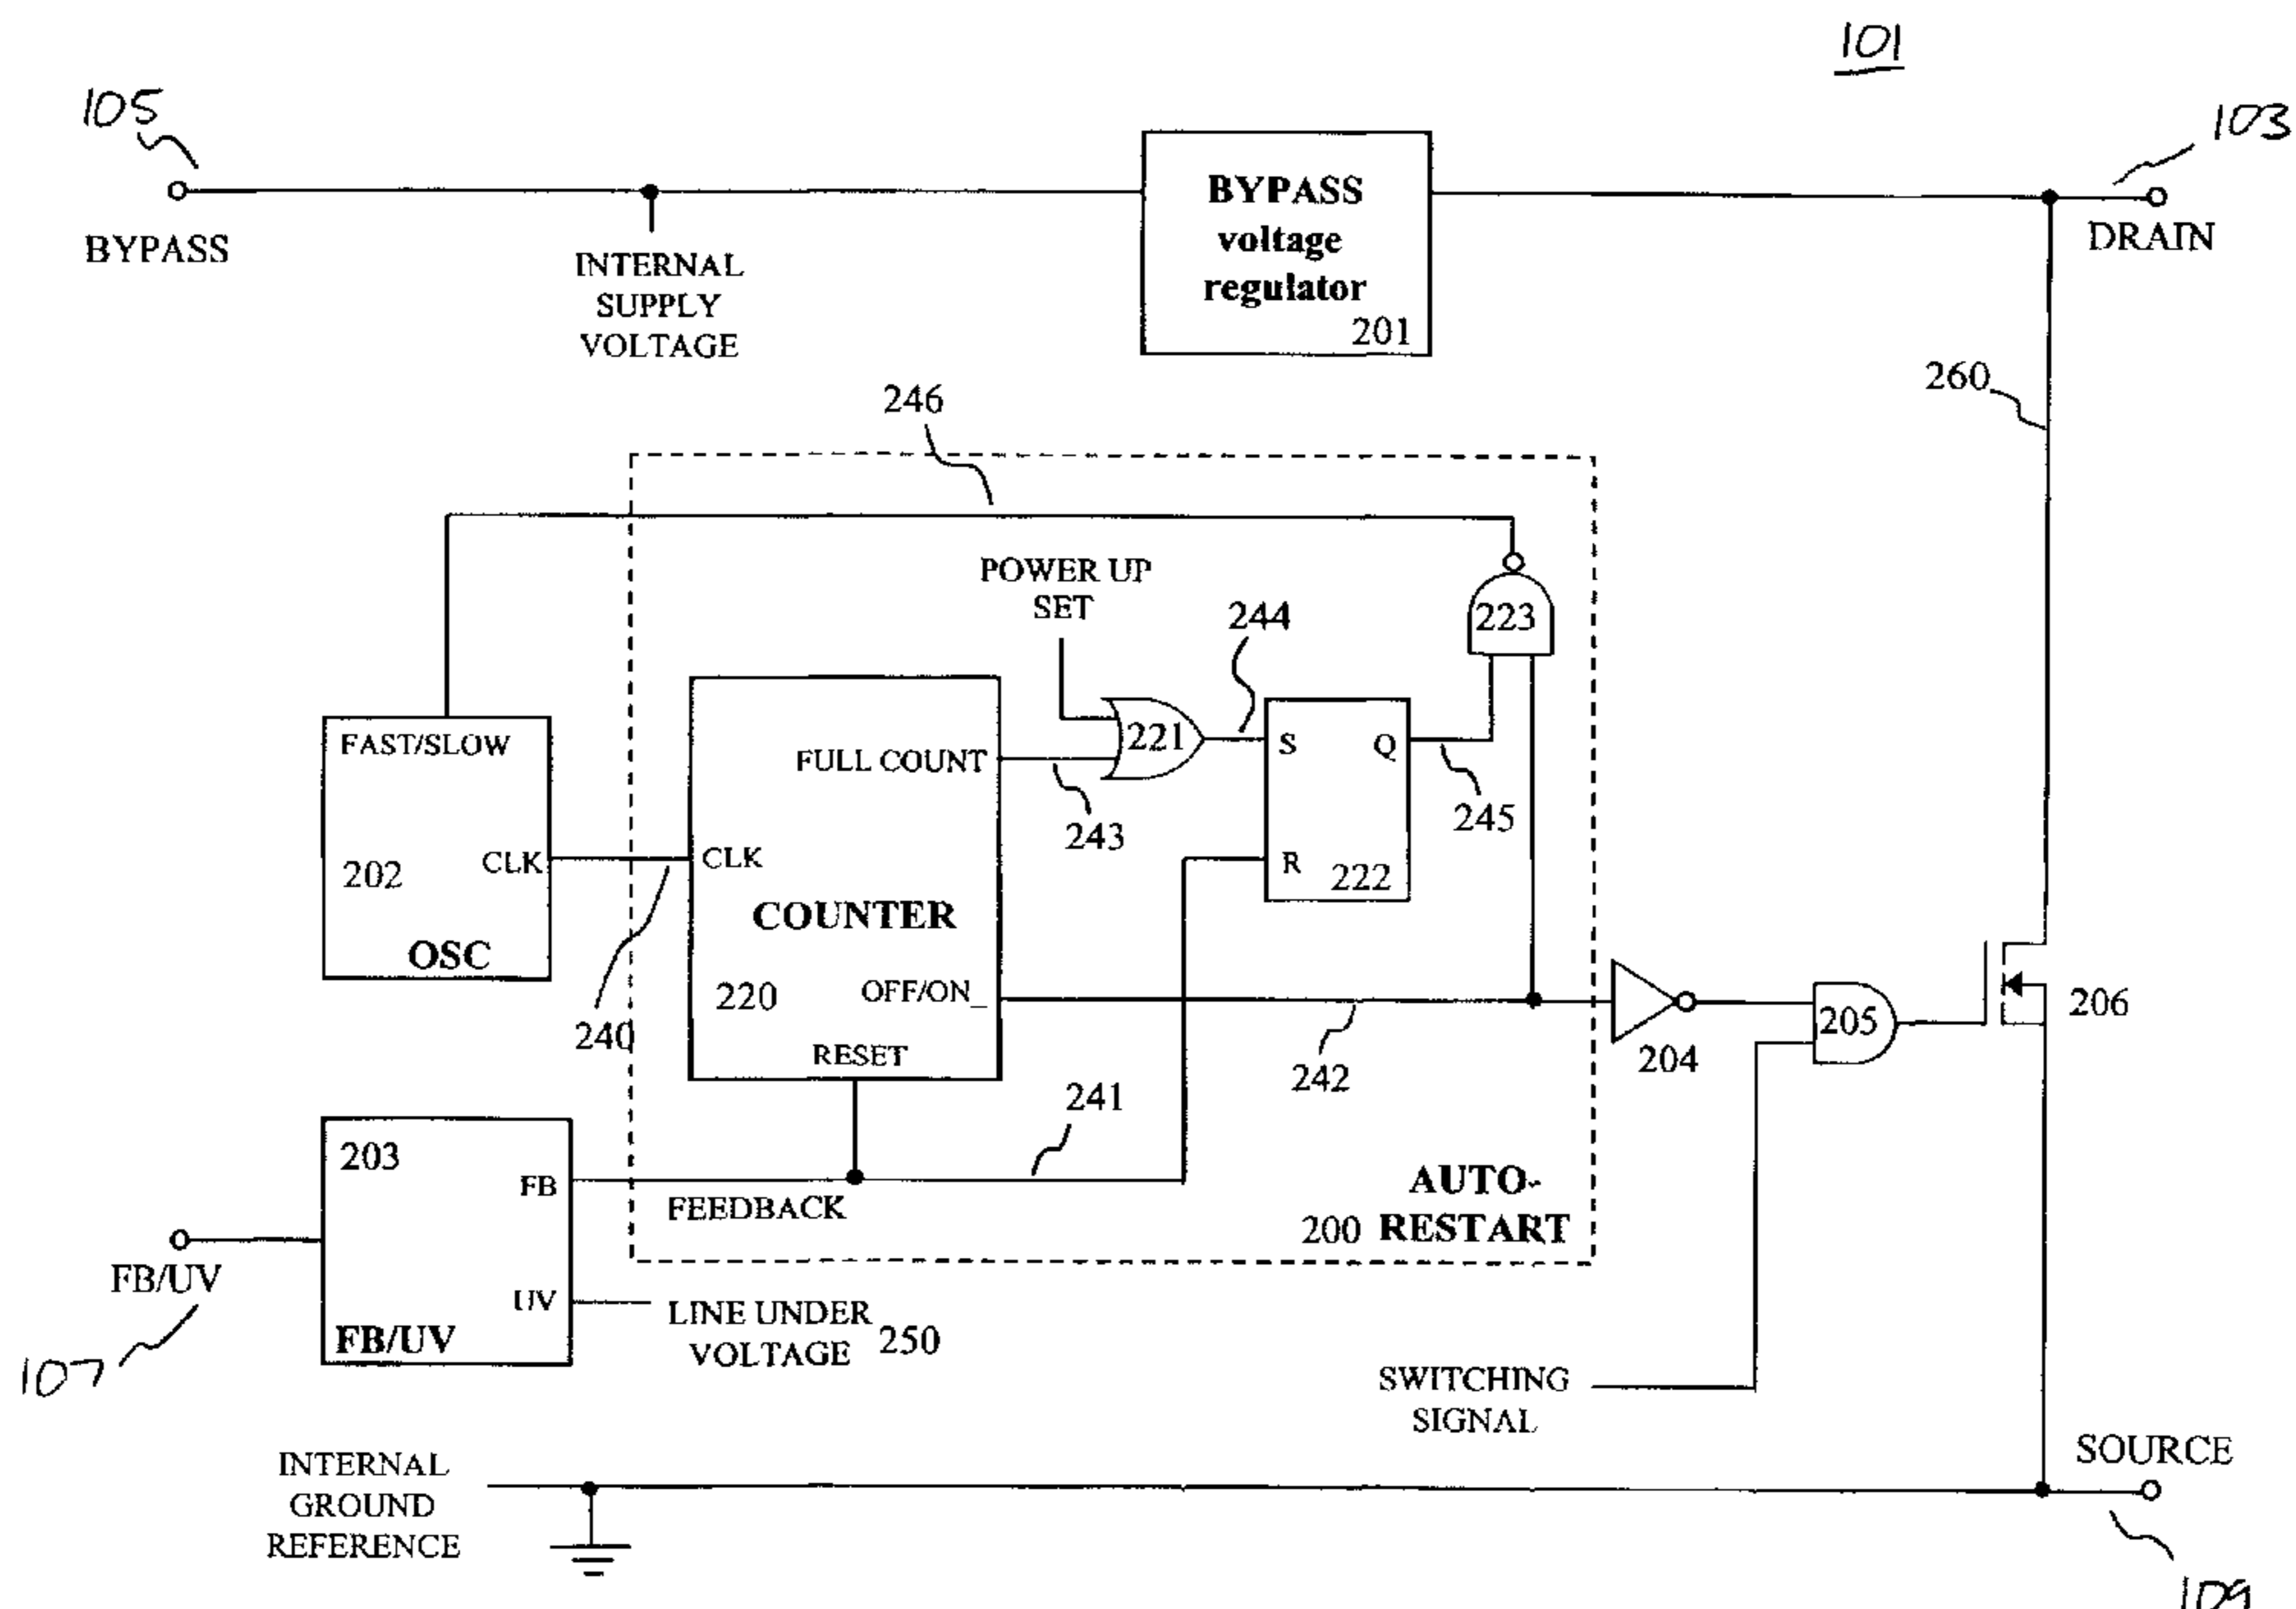 101
105
103
BYPASS
BYPASS
voltage
regulator
201
DRAIN
INTERNAL
SUPPLY
VOLTAGE
260
246
POWER UP
SET
244
223
FAST/SLOW
FULL COUNT
221
S
Q
243
245
CLK
202
CLK
R
222
COUNTER
OSC
220
OFF/ON_
205
206
240
RESET
242
204
241
203
FB
FEEDBACK
AUTO-
200 RESTART
FB/UV
UV
LINE UNDER
VOLTAGE
250
FB/UV
107
SWITCHING
SIGNAL
INTERNAL
GROUND
REFERENCE
SOURCE
109